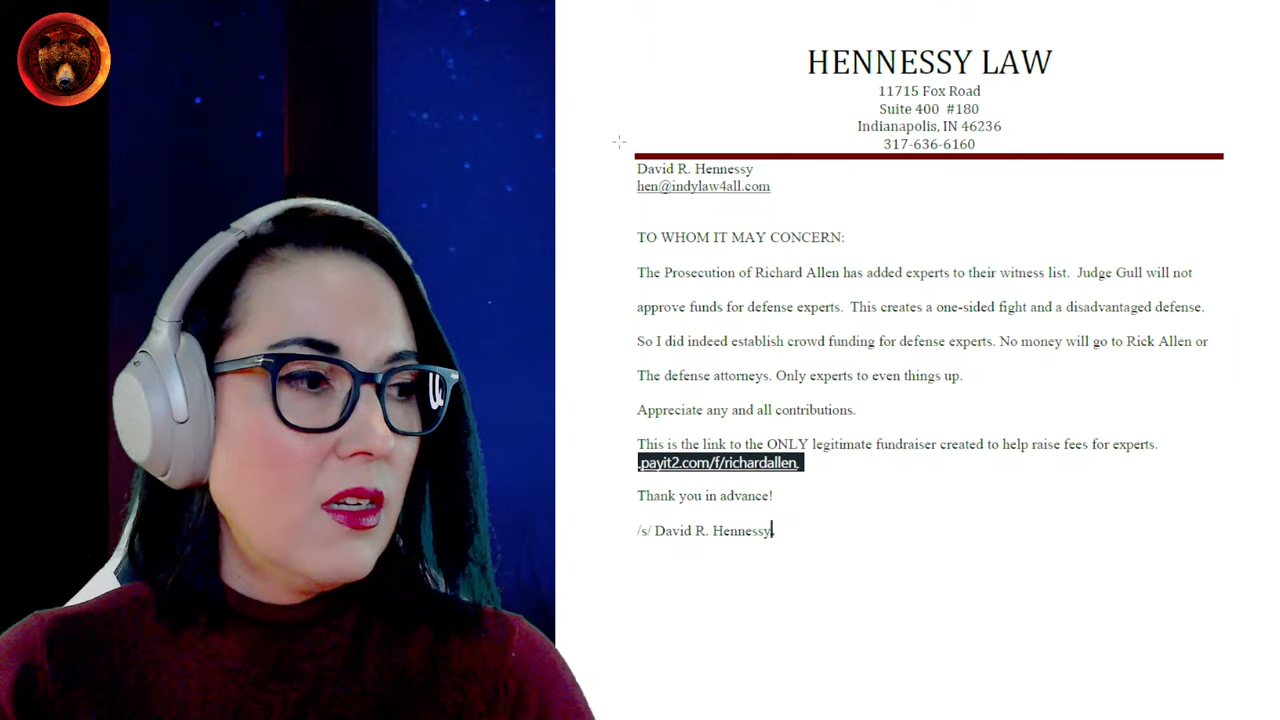 HENNESSY LAW
11715 Fox Road
Suite 400 #180
Indianapolis, IN 46236
317-636-6160
David R. Hennessy
hen@indylaw4all.com
TO WHOM IT MAY CONCERN:
The Prosecution of Richard Allen has added experts to their witness list. Judge Gull will not
approve funds for defense experts. This creates a one-sided fight and a disadvantaged defense.
So I did indeed establish crowd funding for defense experts. No money will go to Rick Allen or
The defense attorneys. Only experts to even things up.
Appreciate any and all contributions.
This is the link to the ONLY legitimate fundraiser created to help raise fees for experts.
.payit2.com/f/richardallen.
Thank you in advance!
/s/ David R. Hennessy.